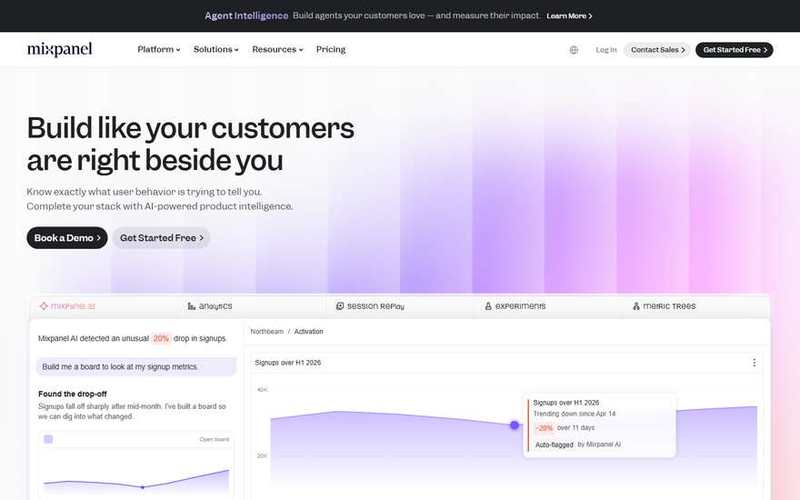 Agent Intelligence Build agents your customers love — and measure their impact. Learn More
mixpanel Platform Solutions Resources Pricing Log In Contact Sales Get Started Free
Build like your customers
are right beside you
Know exactly what user behavior is trying to tell you.
Complete your stack with AI-powered product intelligence.
Book a Demo Get Started Free
mixpanel ai analytics session replay experiments metric trees
Mixpanel AI detected an unusual 20% drop in signups
Build me a board to look at my signup metrics.
Found the drop-off
Signups fall off sharply after mid-month. I've built a board so
we can dig into what changed.
Open board
Northbeam / Activation
Signups over H1 2026
40K
20K
Signups over H1 2026
Trending down since Apr 14
-20% over 11 days
Auto-flagged by Mixpanel AI